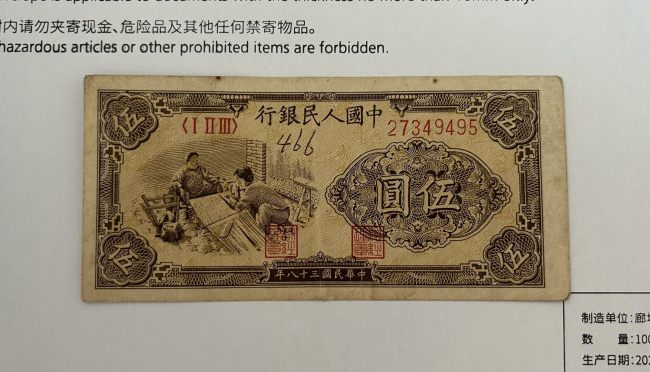 封内请勿夹寄现金、危险品及其他任何禁寄物品。
hazardous articles or other prohibited items are forbidden.
中國人民銀行
〈I II III〉
27349495
466
伍
伍
伍圓
伍
伍
中華民國三十八年
制造单位:廊
数 量:100
生产日期:202